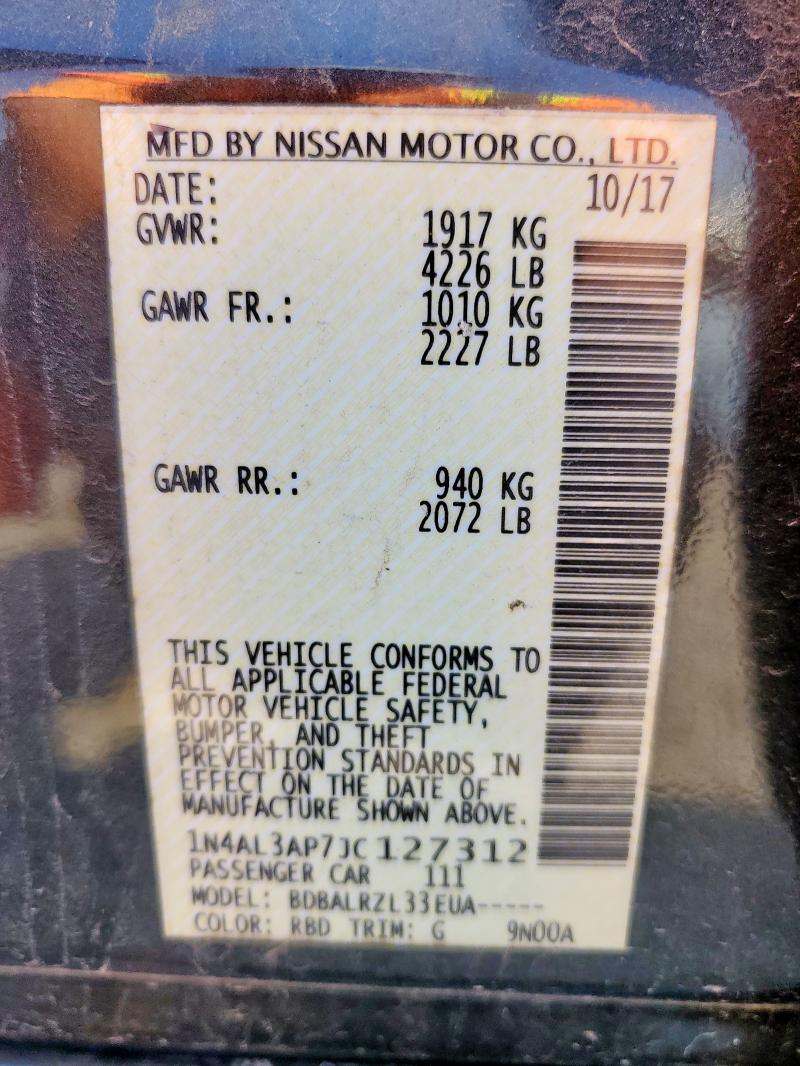 MFD BY NISSAN MOTOR CO., LTD.
DATE: 10/17
GVWR: 1917 KG
4226 LB
GAWR FR.: 1010 KG
2227 LB
GAWR RR.: 940 KG
2072 LB
THIS VEHICLE CONFORMS TO
ALL APPLICABLE FEDERAL
MOTOR VEHICLE SAFETY,
BUMPER, AND THEFT
PREVENTION STANDARDS IN
EFFECT ON THE DATE OF
MANUFACTURE SHOWN ABOVE.
1N4AL3AP7JC127312
PASSENGER CAR 111
MODEL: BDBALRZL33EUA-----
COLOR: RBD TRIM: G 9N00A